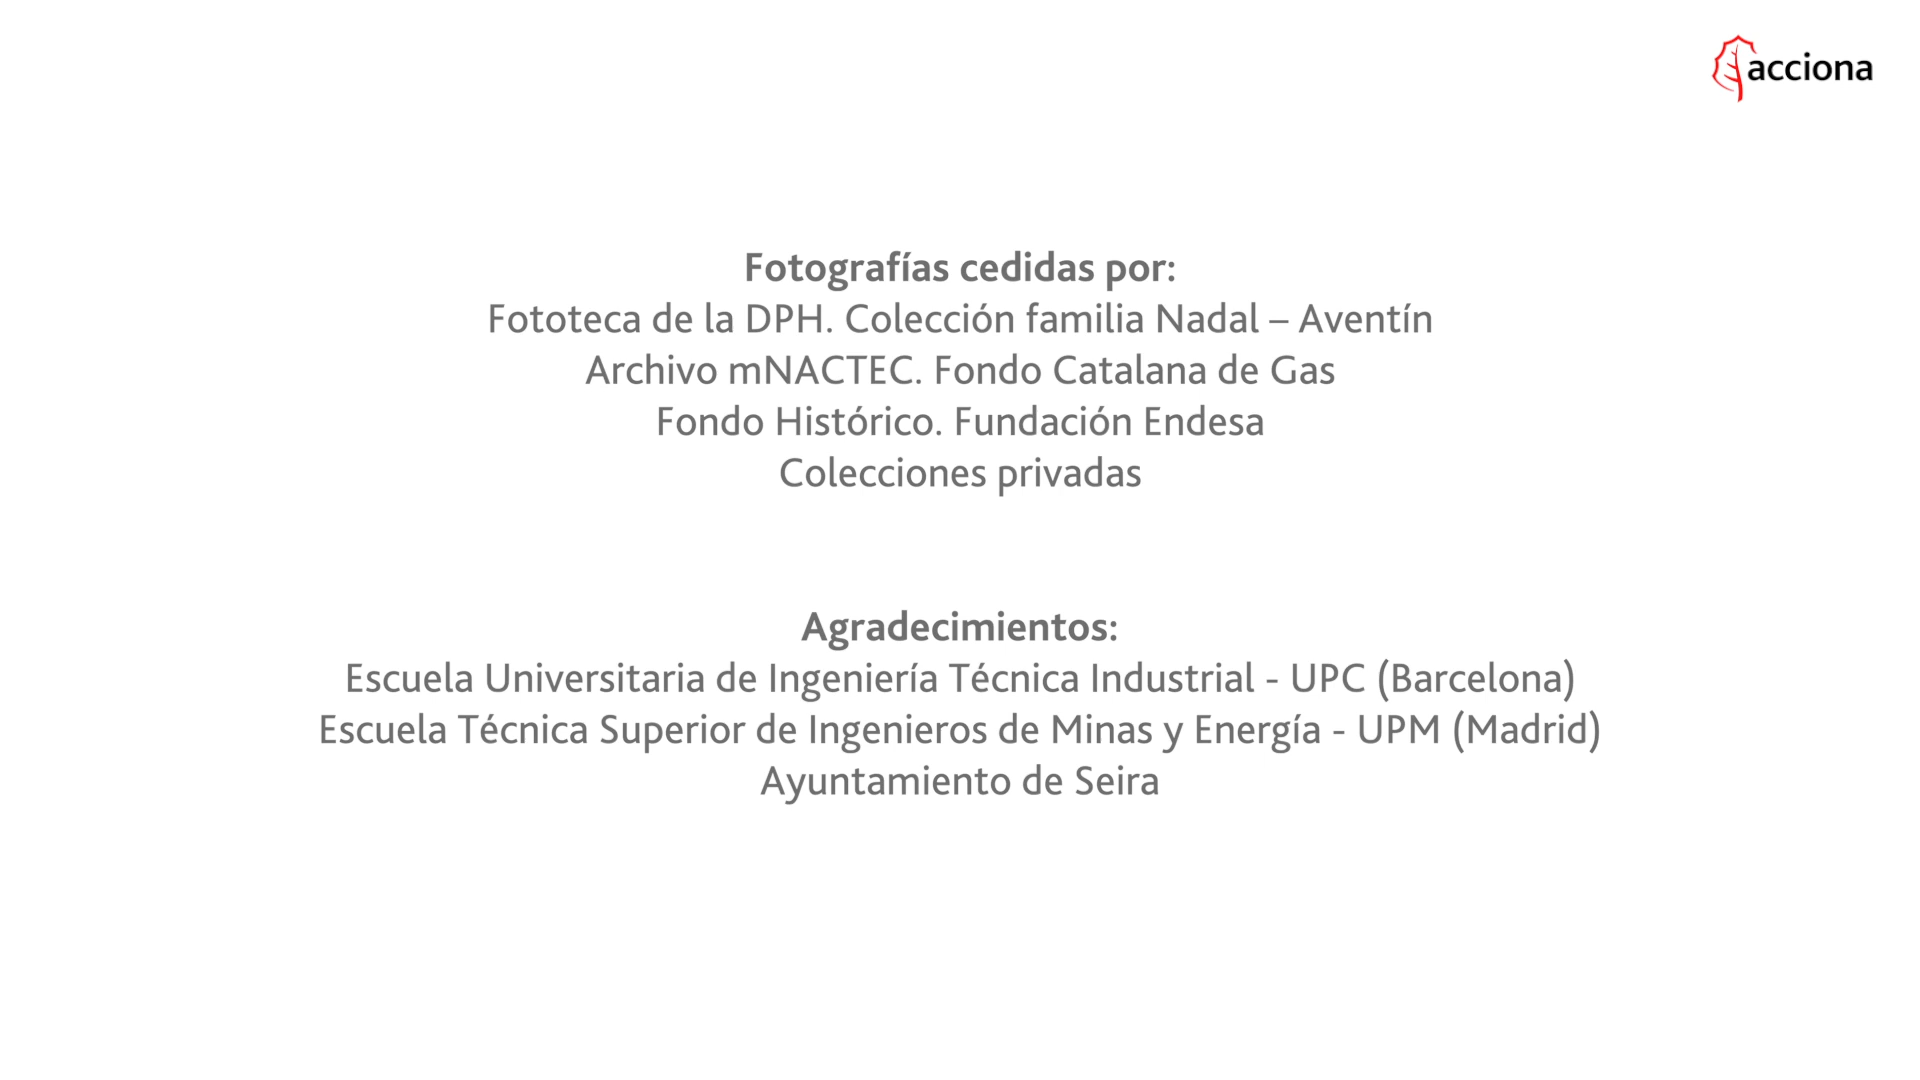 acciona
Fotografías cedidas por:
Fototeca de la DPH. Colección familia Nadal – Aventín
Archivo mNACTEC. Fondo Catalana de Gas
Fondo Histórico. Fundación Endesa
Colecciones privadas
Agradecimientos:
Escuela Universitaria de Ingeniería Técnica Industrial - UPC (Barcelona)
Escuela Técnica Superior de Ingenieros de Minas y Energía - UPM (Madrid)
Ayuntamiento de Seira